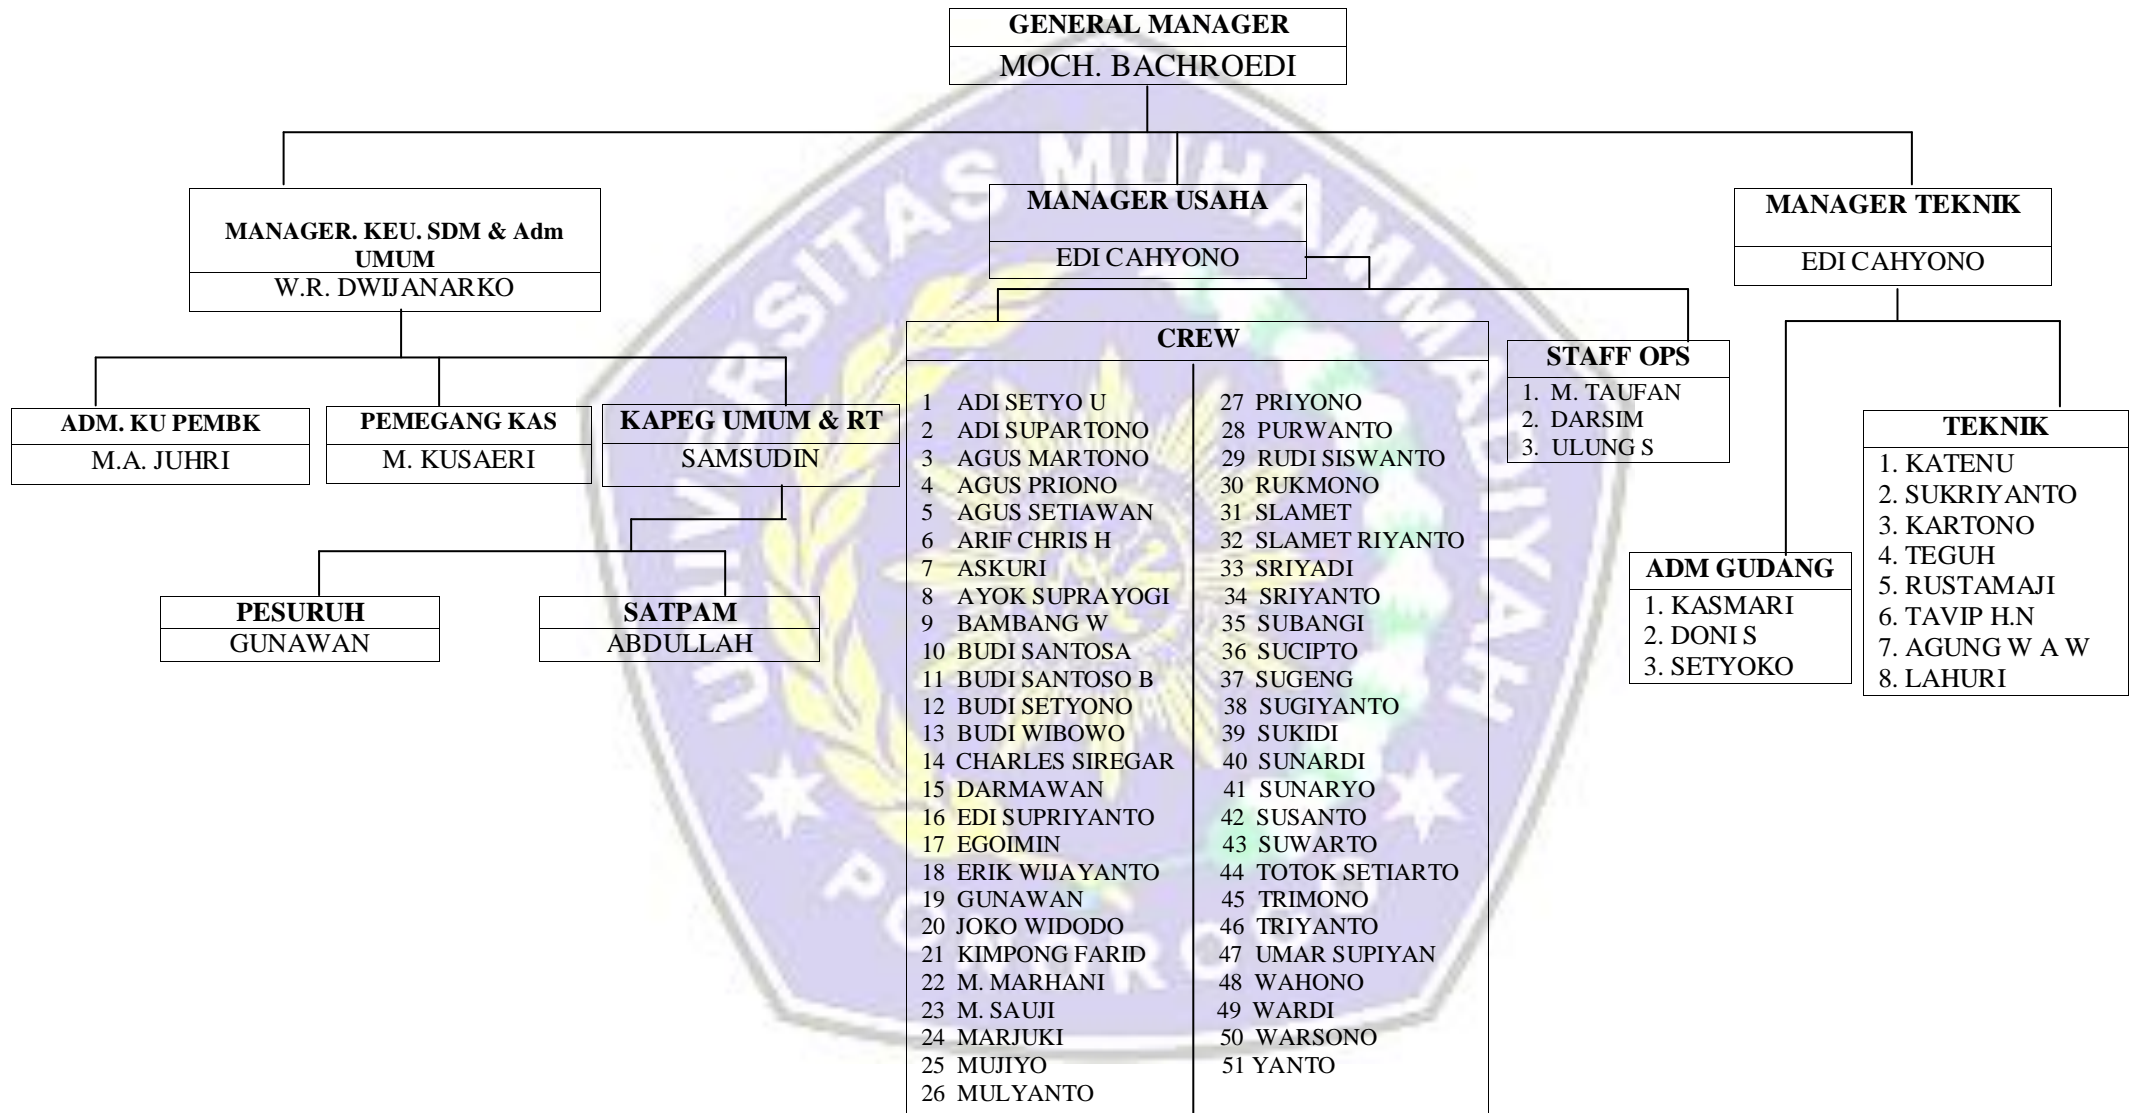 GENERAL MANAGER
MOCH. BACHROEDI
MANAGER. KEU. SDM & Adm
UMUM
W.R. DWIJANARKO
MANAGER USAHA
EDI CAHYONO
MANAGER TEKNIK
EDI CAHYONO
ADM. KU PEMBK
M.A. JUHRI
PEMEGANG KAS
M. KUSAERI
KAPEG UMUM & RT
SAMSUDIN
PESURUH
GUNAWAN
SATPAM
ABDULLAH
CREW
1 ADI SETYO U
2 ADI SUPARTONO
3 AGUS MARTONO
4 AGUS PRIONO
5 AGUS SETIAWAN
6 ARIF CHRIS H
7 ASKURI
8 AYOK SUPRAYOGI
9 BAMBANG W
10 BUDI SANTOSA
11 BUDI SANTOSO B
12 BUDI SETYONO
13 BUDI WIBOWO
14 CHARLES SIREGAR
15 DARMAWAN
16 EDI SUPRIYANTO
17 EGOIMIN
18 ERIK WIJAYANTO
19 GUNAWAN
20 JOKO WIDODO
21 KIMPONG FARID
22 M. MARHANI
23 M. SAUJI
24 MARJUKI
25 MUJIYO
26 MULYANTO
27 PRIYONO
28 PURWANTO
29 RUDI SISWANTO
30 RUKMONO
31 SLAMET
32 SLAMET RIYANTO
33 SRIYADI
34 SRIYANTO
35 SUBANGI
36 SUCIPTO
37 SUGENG
38 SUGIYANTO
39 SUKIDI
40 SUNARDI
41 SUNARYO
42 SUSANTO
43 SUWARTO
44 TOTOK SETIARTO
45 TRIMONO
46 TRIYANTO
47 UMAR SUPIYAN
48 WAHONO
49 WARDI
50 WARSONO
51 YANTO
STAFF OPS
1. M. TAUFAN
2. DARSIM
3. ULUNG S
ADM GUDANG
1. KASMARI
2. DONI S
3. SETYOKO
TEKNIK
1. KATENU
2. SUKRIYANTO
3. KARTONO
4. TEGUH
5. RUSTAMAJI
6. TAVIP H.N
7. AGUNG W A W
8. LAHURI
UNIVERSITAS MUHAMMADIYAH
PONOROGO